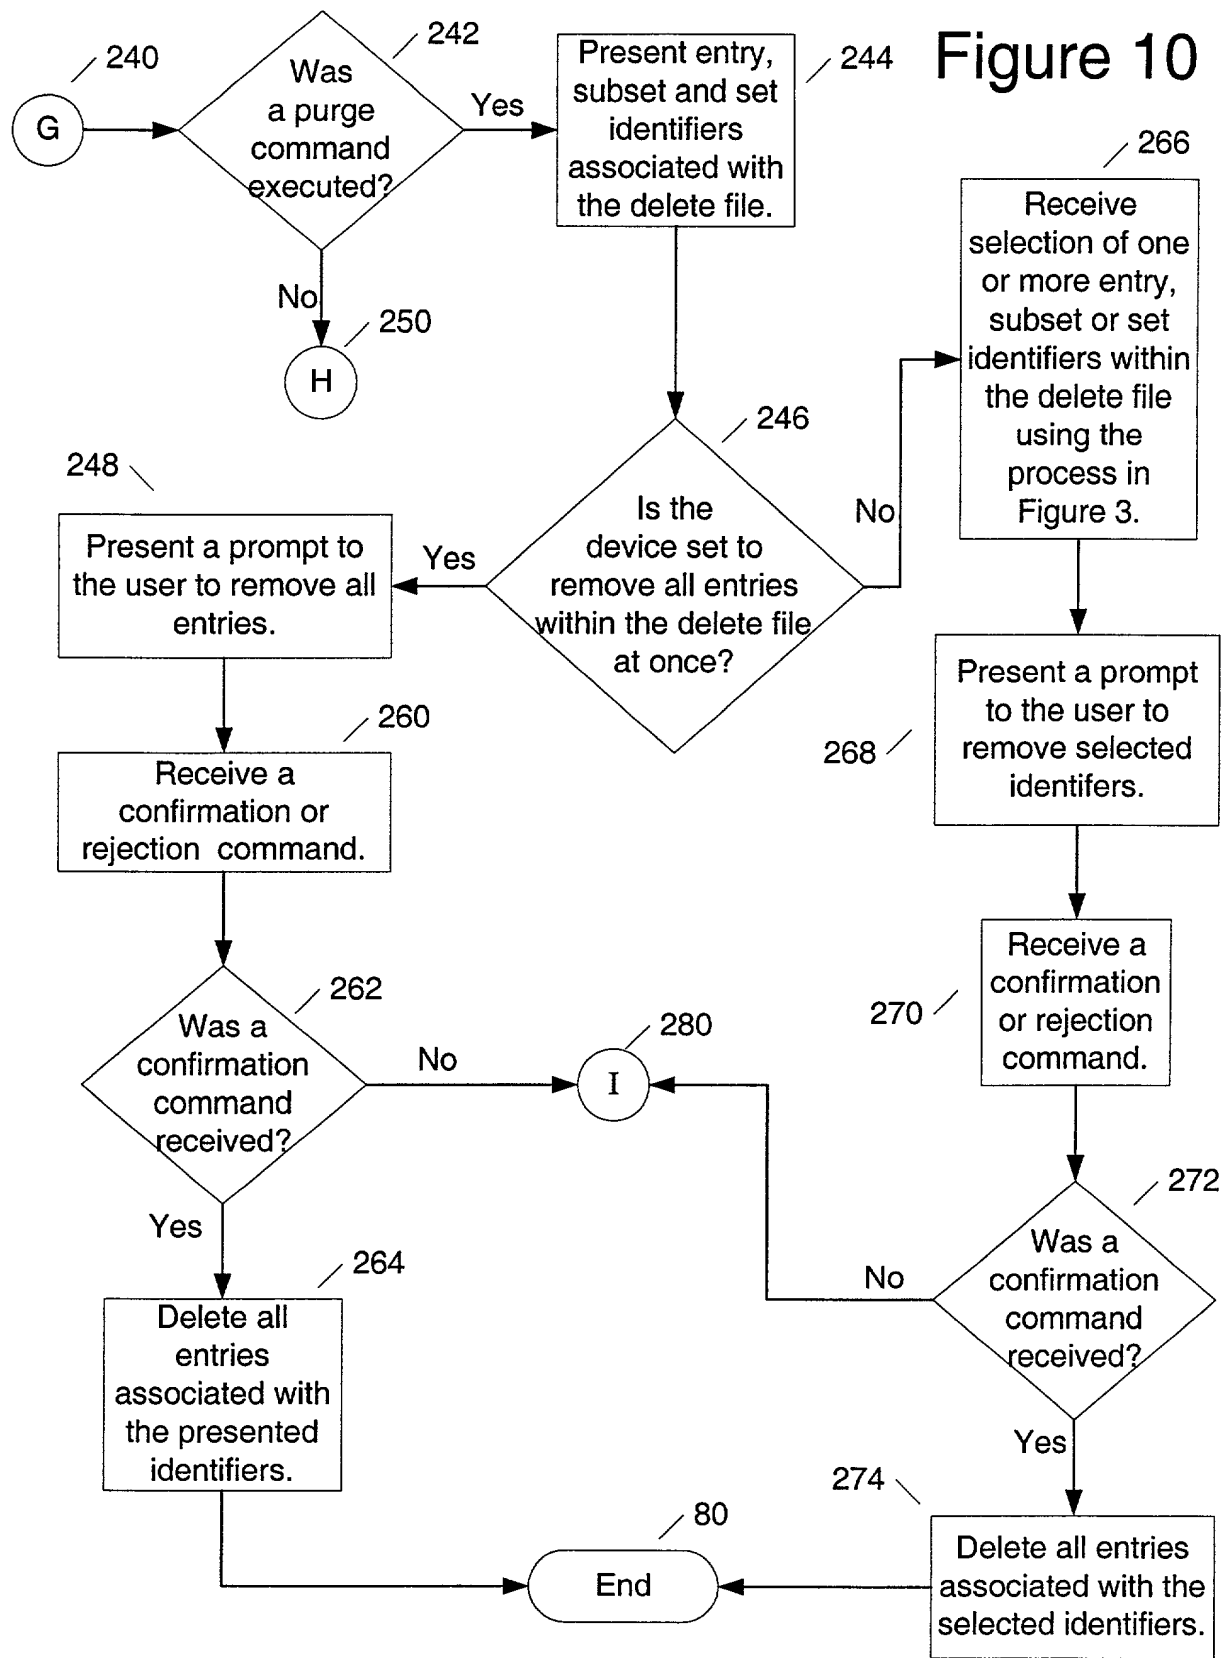 Figure 10
240
G
242
Was
a purge
command
executed?
Yes
No
244
Present entry,
subset and set
identifiers
associated with
the delete file.
250
H
246
Is the
device set to
remove all entries
within the delete file
at once?
Yes
No
248
Present a prompt to
the user to remove all
entries.
260
Receive a
confirmation or
rejection command.
262
Was a
confirmation
command
received?
No
Yes
280
I
264
Delete all
entries
associated with
the presented
identifiers.
266
Receive
selection of one
or more entry,
subset or set
identifiers within
the delete file
using the
process in
Figure 3.
268
Present a prompt
to the user to
remove selected
identifers.
270
Receive a
confirmation
or rejection
command.
272
Was a
confirmation
command
received?
No
Yes
274
Delete all entries
associated with the
selected identifiers.
80
End